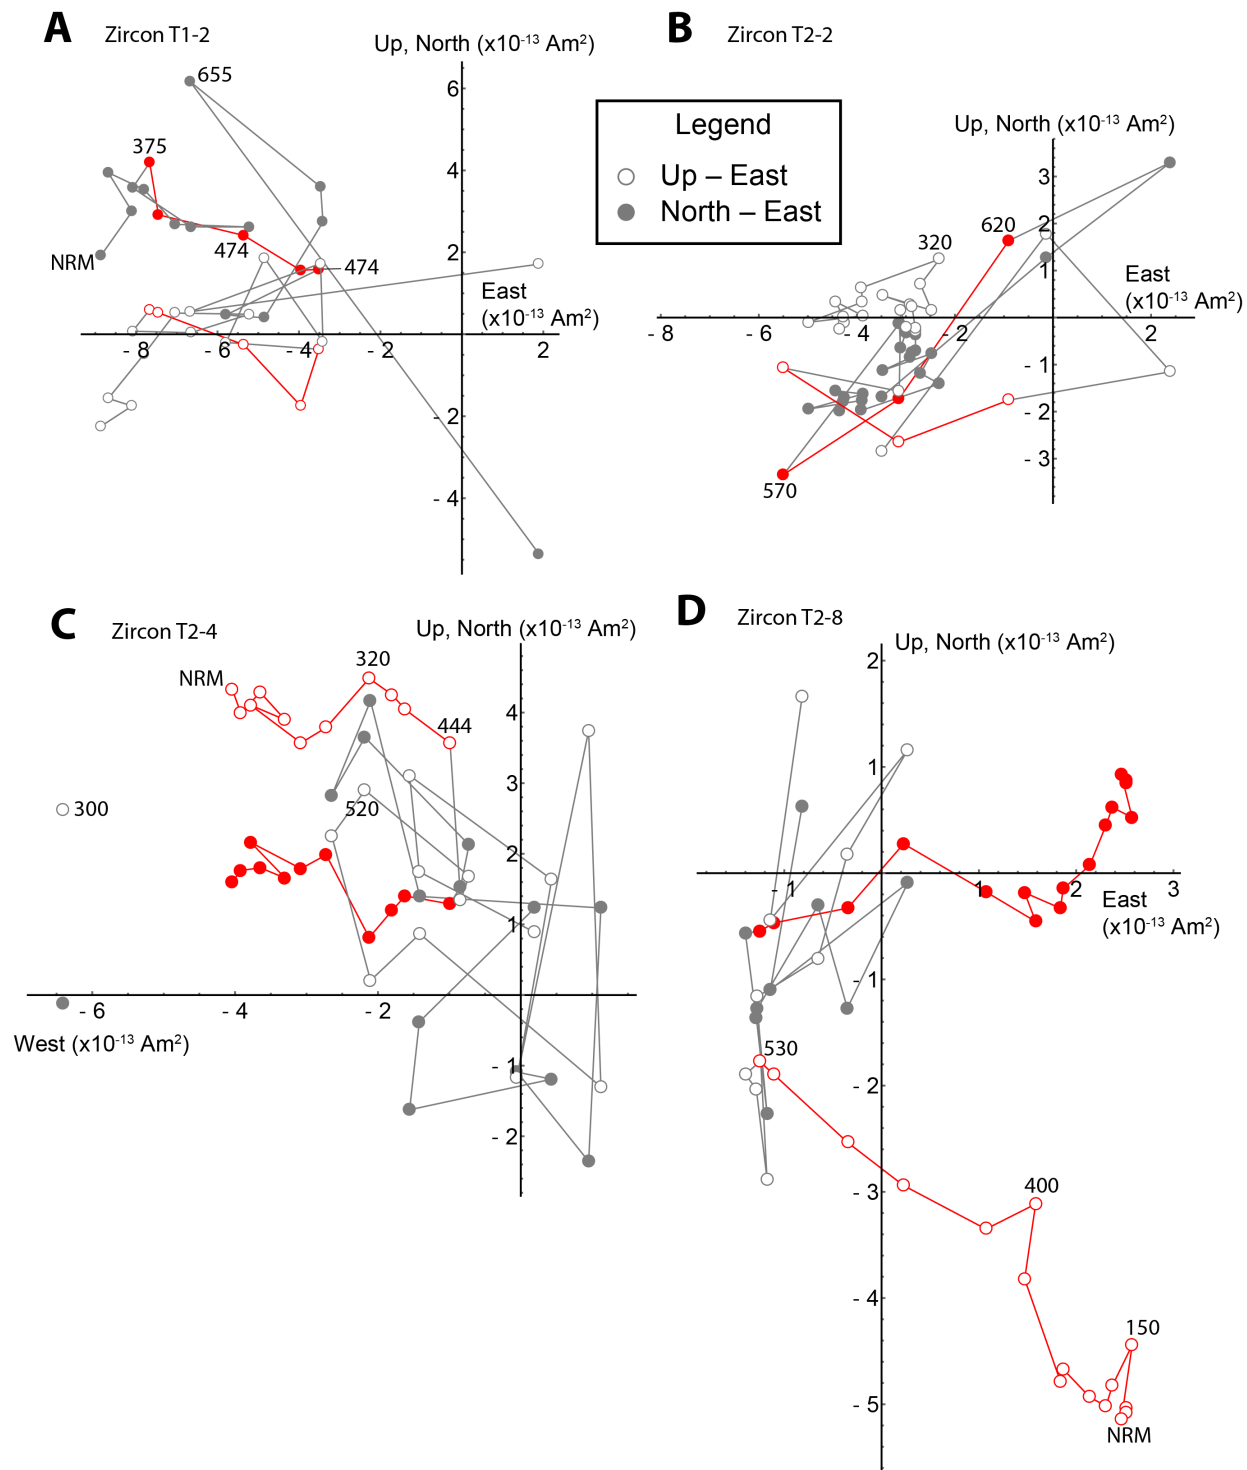 A Zircon T1-2
Up, North (x10-13 Am2)
655
6
375
4
474
NRM
2
474
East
(x10-13 Am2)
- 8
- 6
- 4
- 2
2
- 2
- 4
B Zircon T2-2
Legend
Up – East
North – East
Up, North (x10-13 Am2)
3
620
2
320
1
East
(x10-13 Am2)
- 8
- 6
- 4
- 2
2
- 1
- 2
570
- 3
C Zircon T2-4
Up, North (x10-13 Am2)
320
NRM
4
444
3
300
520
2
1
- 6
- 4
- 2
West (x10-13 Am2)
- 1
- 2
D Zircon T2-8
Up, North (x10-13 Am2)
2
1
- 1
1
2
3
East
(x10-13 Am2)
- 1
530
- 2
- 3
400
- 4
150
- 5
NRM